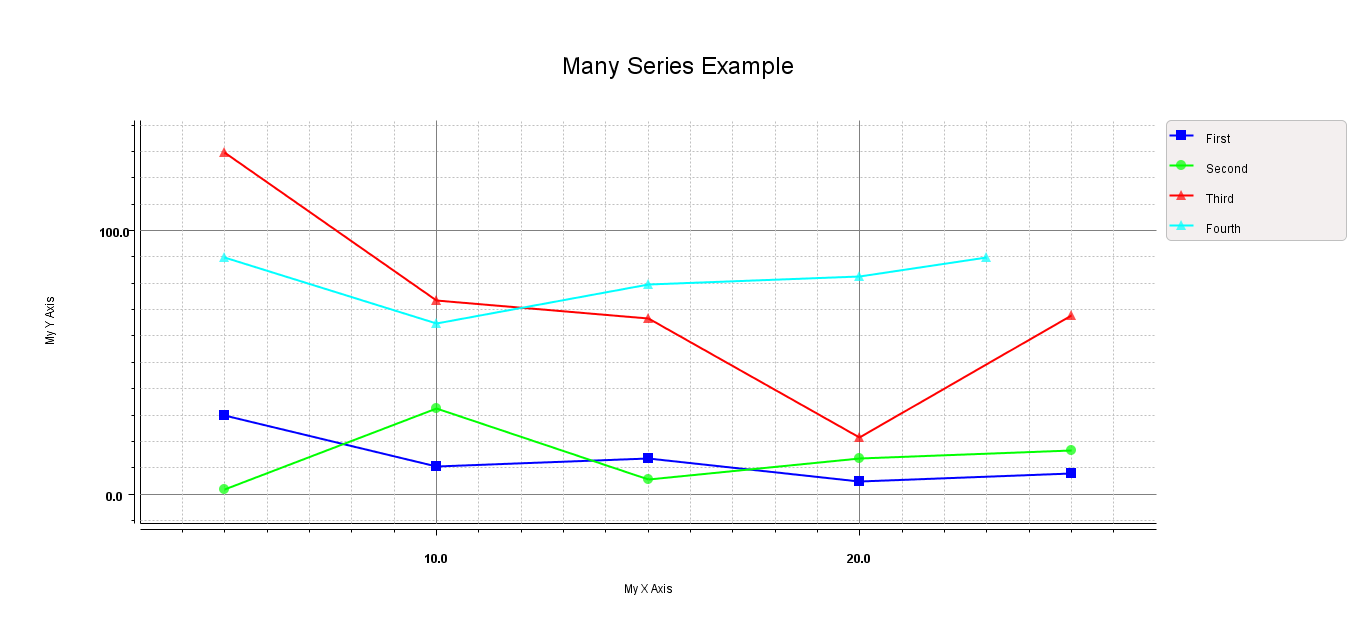 Many Series Example
First
Second
Third
Fourth
100.0
My Y Axis
0.0
10.0
20.0
My X Axis